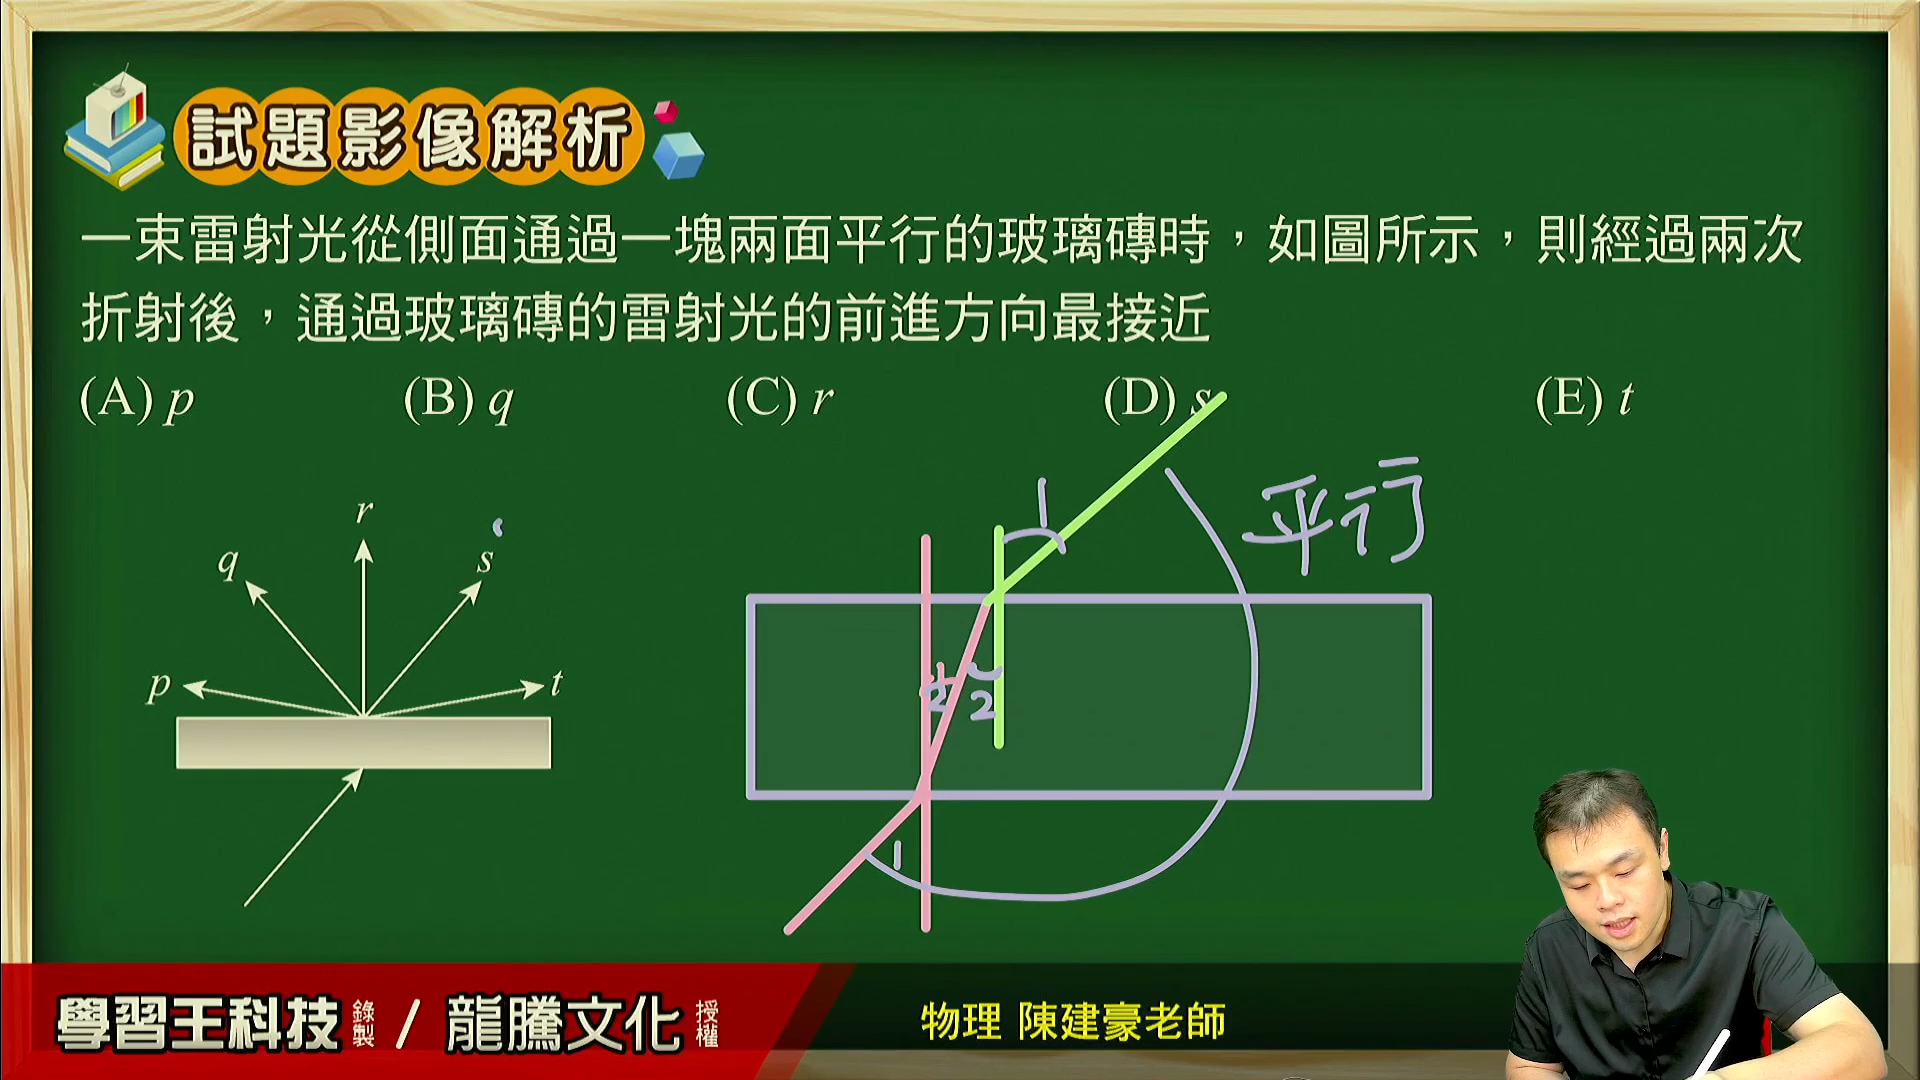 試題影像解析
一束雷射光從側面通過一塊兩面平行的玻璃磚時，如圖所示，則經過兩次
折射後，通過玻璃磚的雷射光的前進方向最接近
(A) p (B) q (C) r (D) s (E) t
r
q s
p t
1
平行
2 2
1
學習王科技 錄製 / 龍騰文化 授權
物理 陳建豪老師